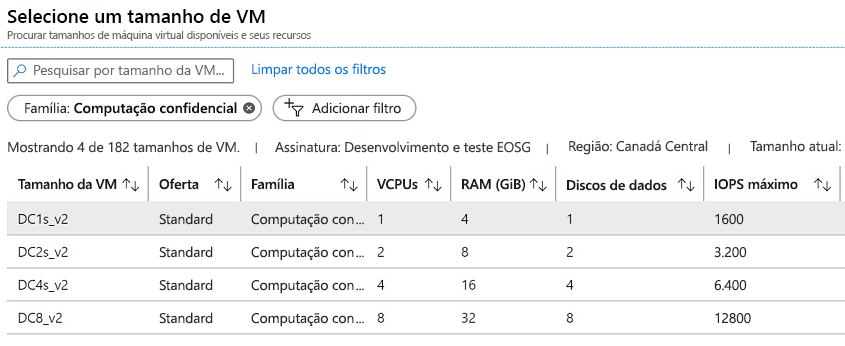 Selecione um tamanho de VM
Procurar tamanhos de máquina virtual disponíveis e seus recursos
Pesquisar por tamanho da VM... Limpar todos os filtros
Família: Computação confidencial Adicionar filtro
Mostrando 4 de 182 tamanhos de VM. | Assinatura: Desenvolvimento e teste EOSG | Região: Canadá Central | Tamanho atual:
Tamanho da VM Oferta Família VCPUs RAM (GiB) Discos de dados IOPS máximo
DC1s_v2 Standard Computação con... 1 4 1 1600
DC2s_v2 Standard Computação con... 2 8 2 3.200
DC4s_v2 Standard Computação con... 4 16 4 6.400
DC8_v2 Standard Computação con... 8 32 8 12800